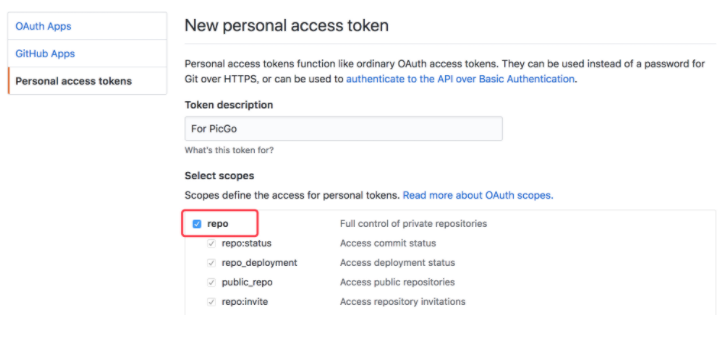 OAuth Apps
GitHub Apps
Personal access tokens
New personal access token
Personal access tokens function like ordinary OAuth access tokens. They can be used instead of a password for
Git over HTTPS, or can be used to authenticate to the API over Basic Authentication.
Token description
For PicGo
What's this token for?
Select scopes
Scopes define the access for personal tokens. Read more about OAuth scopes.
repo Full control of private repositories
repo:status Access commit status
repo_deployment Access deployment status
public_repo Access public repositories
repo:invite Access repository invitations